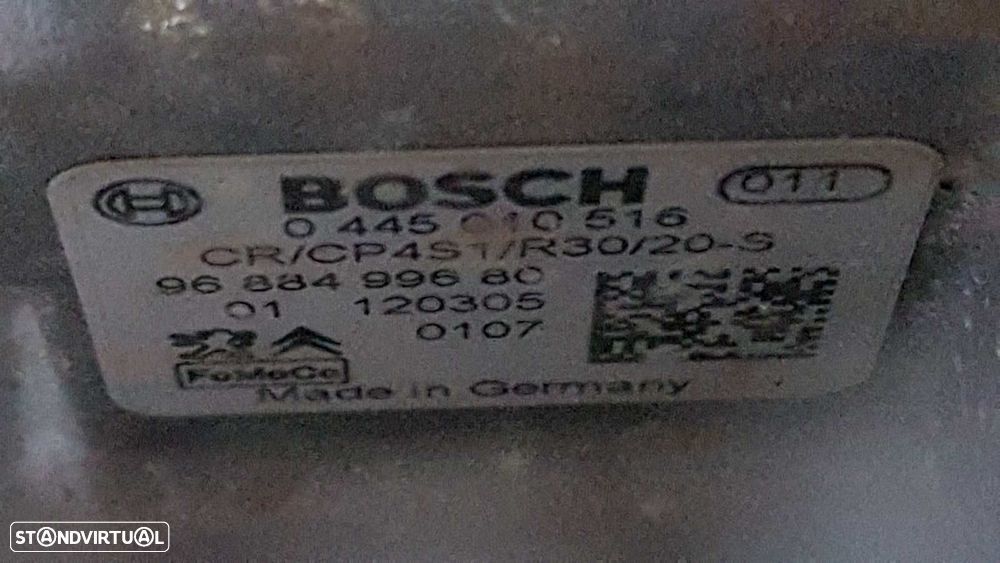 BOSCH 011
0 445 010 516
CR/CP4S1/R30/20-S
96 884 996 80
01 120305
0107
FoMoCo
Made in Germany
STANDVIRTUAL